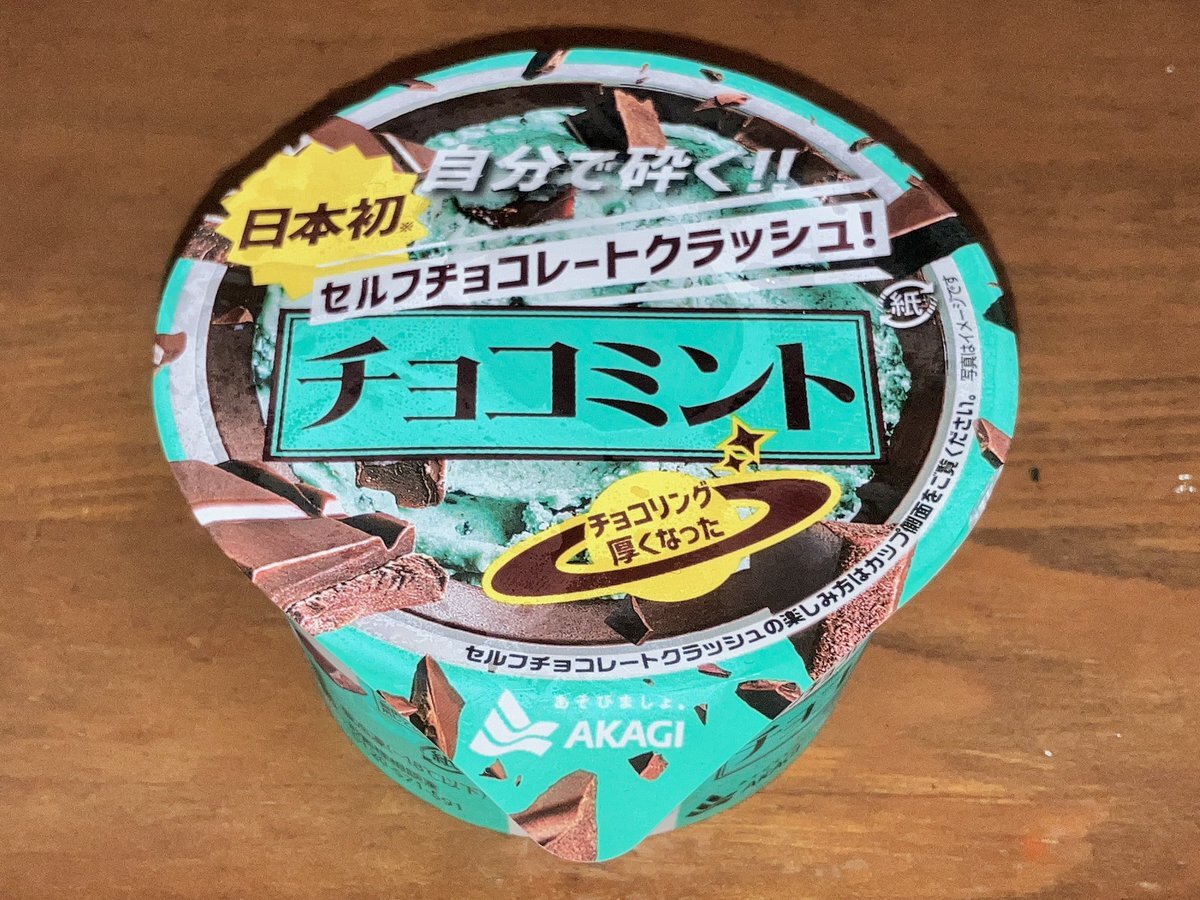 自分で砕く!!
日本初※
セルフチョコレートクラッシュ!
紙
チョコミント
チョコリング
厚くなった
セルフチョコレートクラッシュの楽しみ方はカップ側面をご覧ください。 写真はイメージです
あそびましょ。
AKAGI